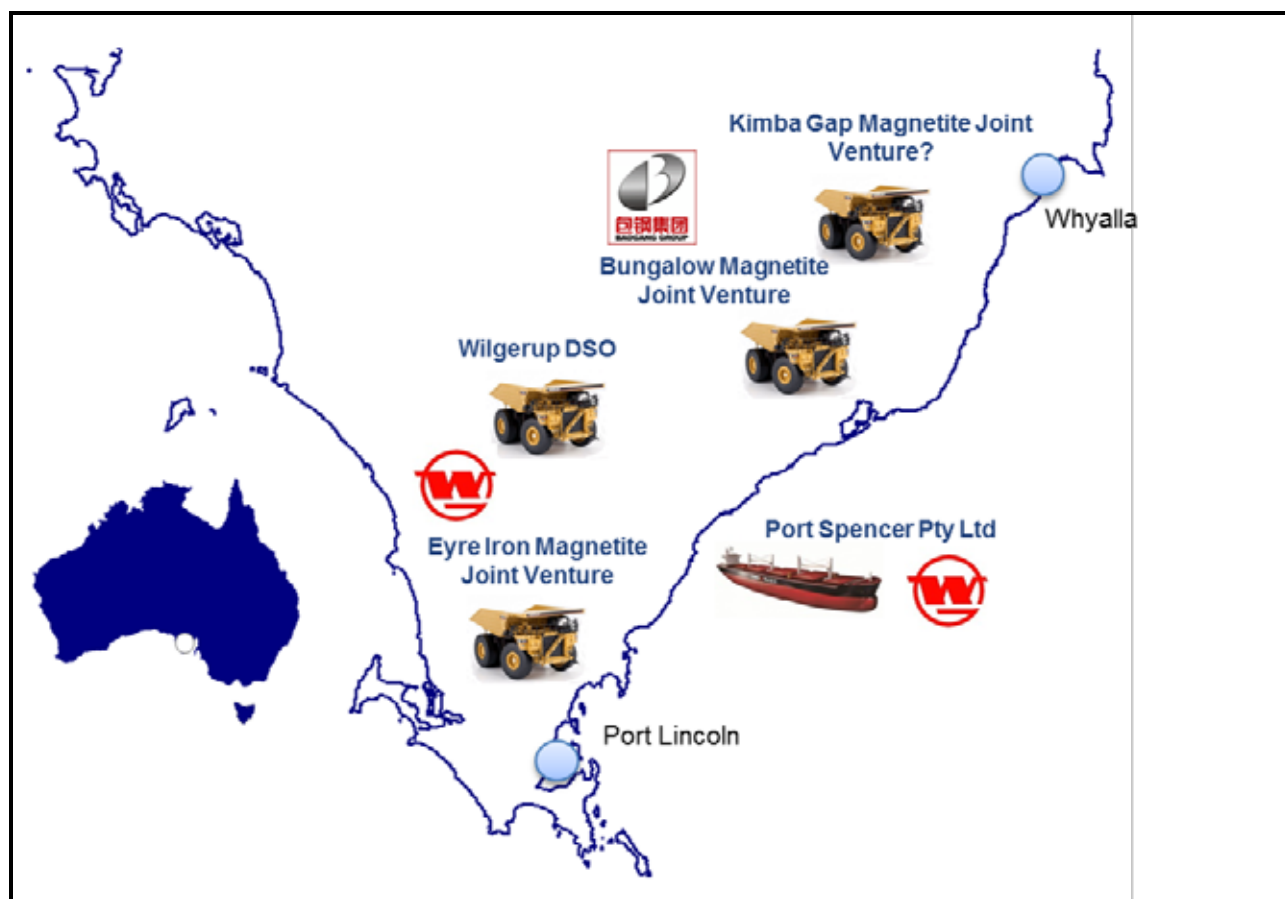 Kimba Gap Magnetite Joint
Venture?
包钢集团
BAOGANG GROUP
Whyalla
Bungalow Magnetite
Joint Venture
Wilgerup DSO
Eyre Iron Magnetite
Joint Venture
Port Spencer Pty Ltd
Port Lincoln